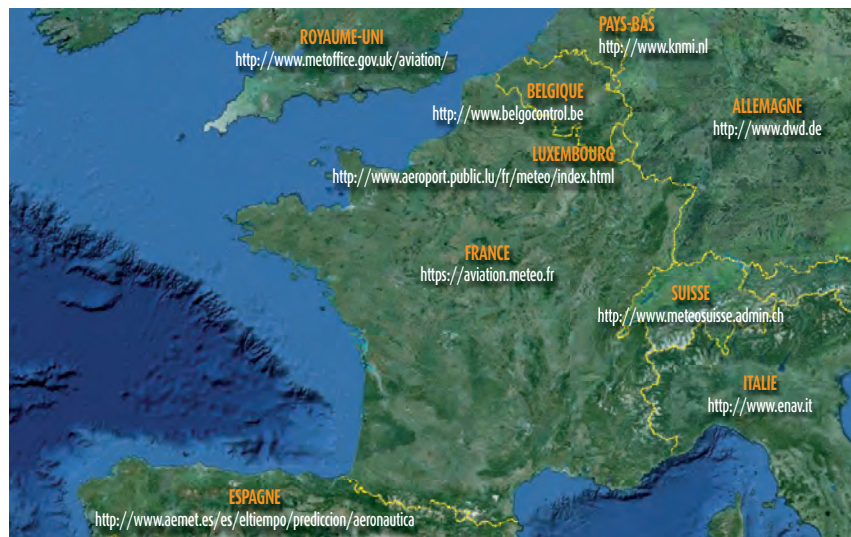 ROYAUME-UNI
http://www.metoffice.gov.uk/aviation/
PAYS-BAS
http://www.knmi.nl
BELGIQUE
http://www.belgocontrol.be
ALLEMAGNE
http://www.dwd.de
LUXEMBOURG
http://www.aeroport.public.lu/fr/meteo/index.html
FRANCE
https://aviation.meteo.fr
SUISSE
http://www.meteosuisse.admin.ch
ITALIE
http://www.enav.it
ESPAGNE
http://www.aemet.es/es/eltiempo/prediccion/aeronautica